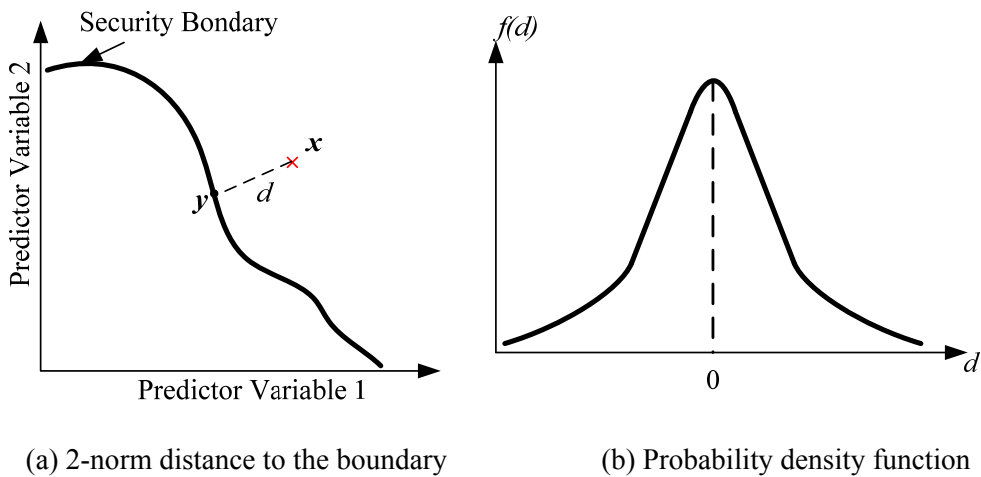 Security Bondary
Predictor Variable 2
x
y
d
Predictor Variable 1
(a) 2-norm distance to the boundary
f(d)
0
d
(b) Probability density function